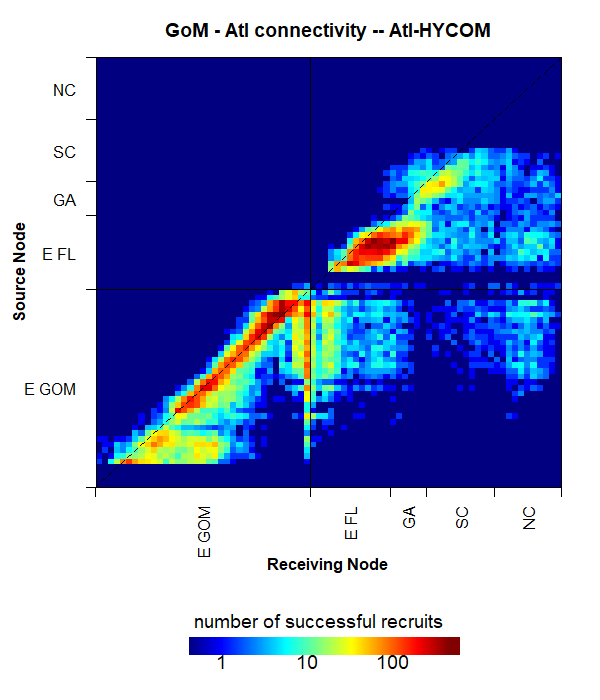 GoM - Atl connectivity -- Atl-HYCOM
NC
SC
GA
E FL
E GOM
Source Node
E GOM
E FL
GA
SC
NC
Receiving Node
number of successful recruits
1 10 100